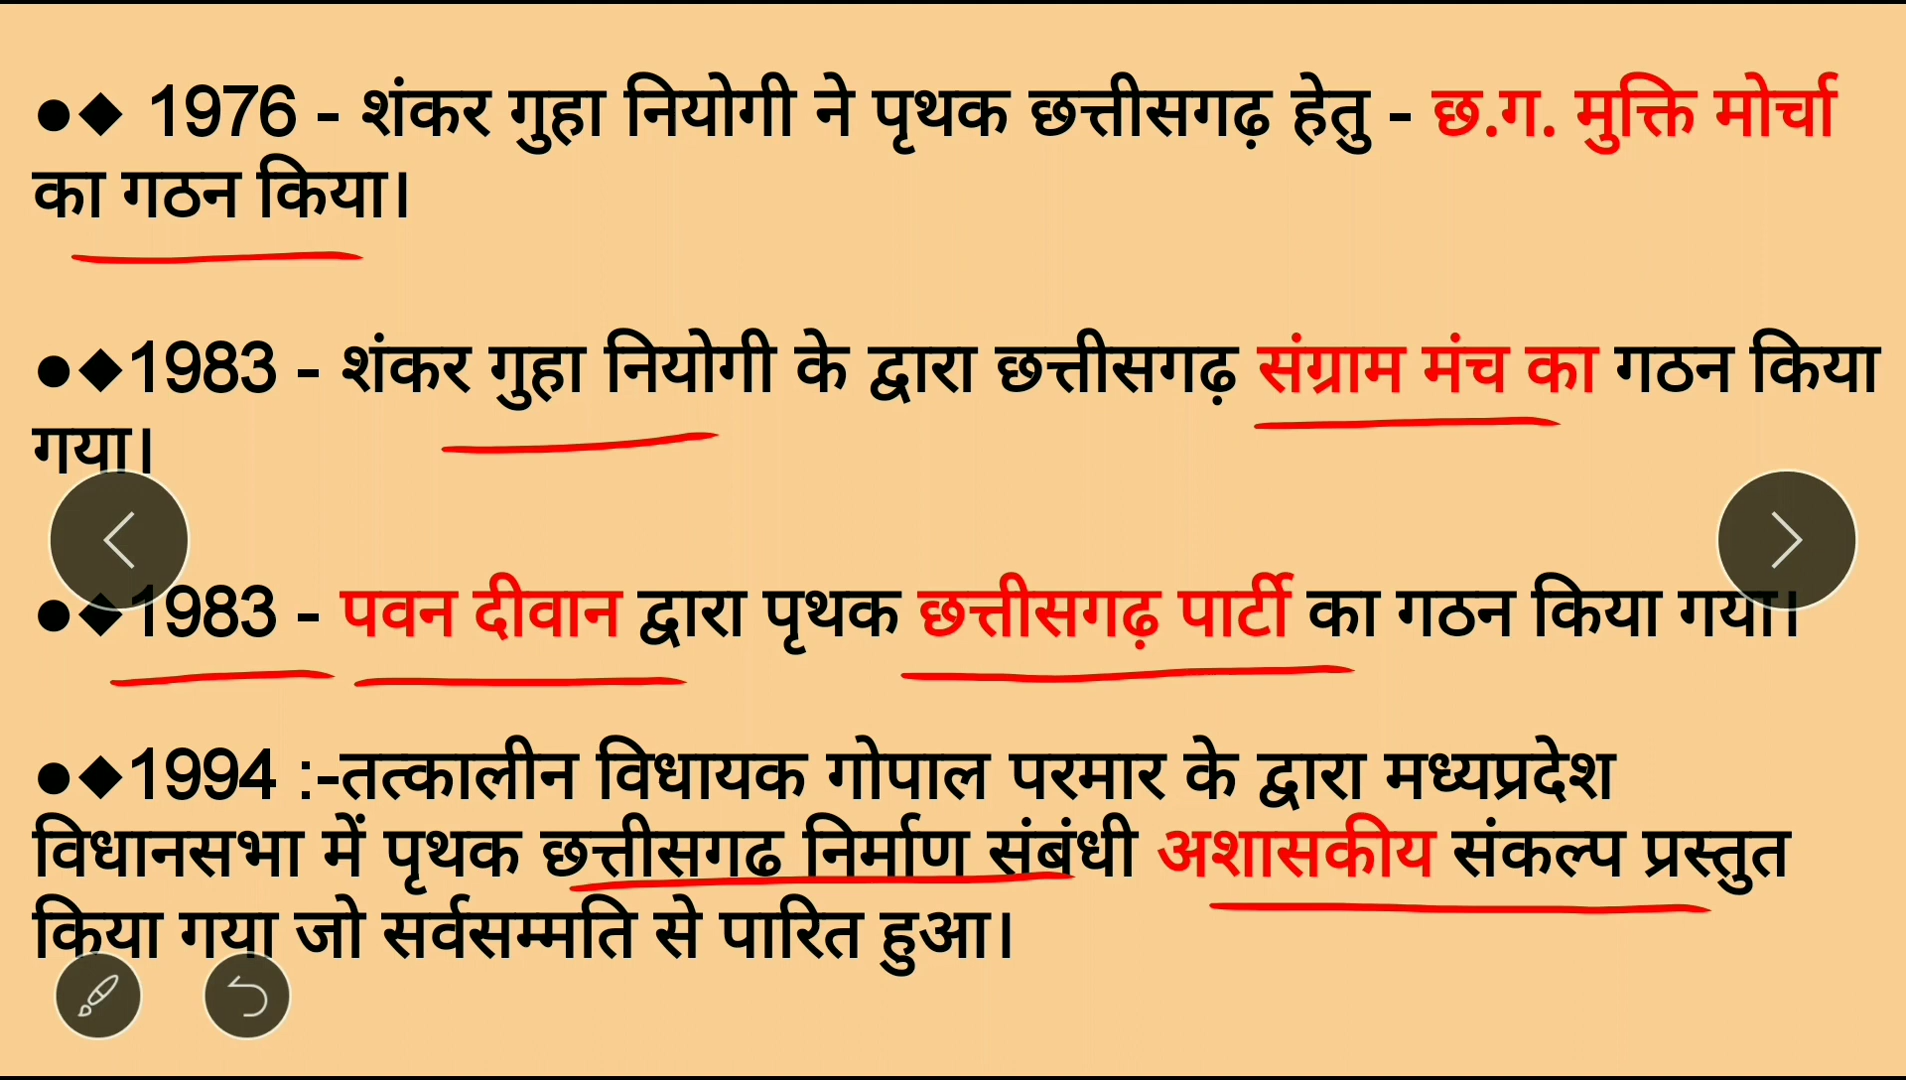 ●◆ 1976 - शंकर गुहा नियोगी ने पृथक छत्तीसगढ़ हेतु - छ.ग. मुक्ति मोर्चा
का गठन किया।
●◆1983 - शंकर गुहा नियोगी के द्वारा छत्तीसगढ़ संग्राम मंच का गठन किया
गया।
●◆1983 - पवन दीवान द्वारा पृथक छत्तीसगढ़ पार्टी का गठन किया गया।
●◆1994 :-तत्कालीन विधायक गोपाल परमार के द्वारा मध्यप्रदेश
विधानसभा में पृथक छत्तीसगढ निर्माण संबंधी अशासकीय संकल्प प्रस्तुत
किया गया जो सर्वसम्मति से पारित हुआ।